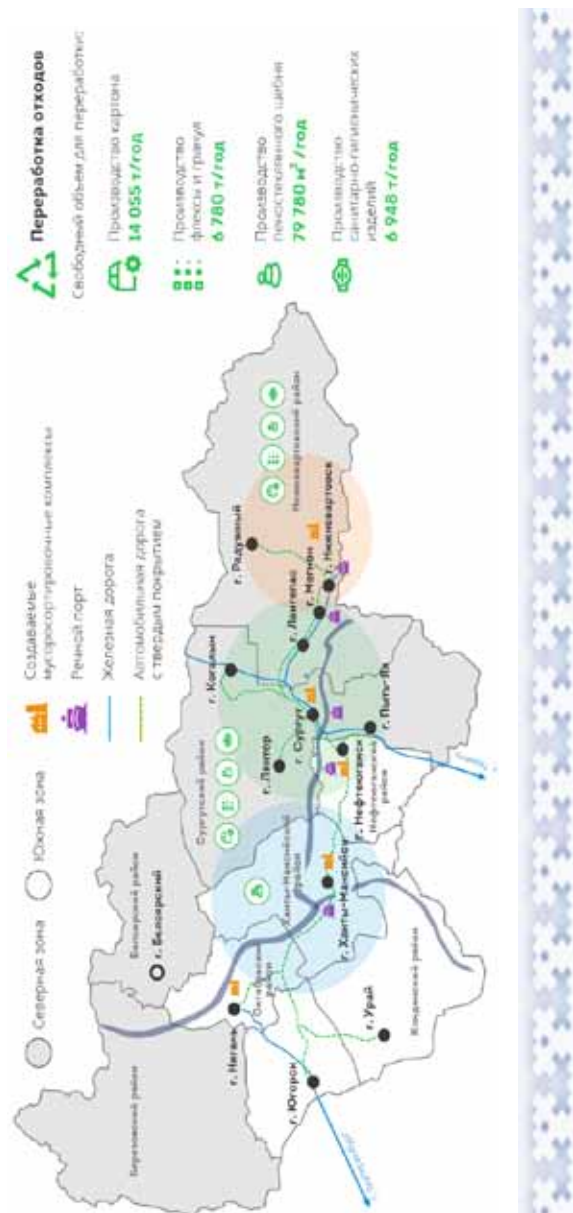 Северная зона
Южная зона
Создаваемые
мусоросортировочные комплексы
Речной порт
Железная дорога
Автомобильная дорога
с твердым покрытием
Переработка отходов
Свободный объем для переработки:
Производство картона
14 055 т/год
Производство
флексы и гранул
6 780 т/год
Производство
пеностеклянного щебня
79 780 м³/год
Производство
санитарно-гигиенических
изделий
6 948 т/год
Березовский район
Белоярский район
г. Белоярский
г. Нягань
Октябрьский
район
г. Югорск
г. Урай
Кондинский район
Ханты-Мансийский
район
г. Ханты-Мансийск
Сургутский район
г. Лянтор
г. Сургут
г. Нефтеюганск
Нефтеюганский
район
г. Пыть-Ях
г. Когалым
г. Лангепас
г. Мегион
г. Нижневартовск
г. Радужный
Нижневартовский район